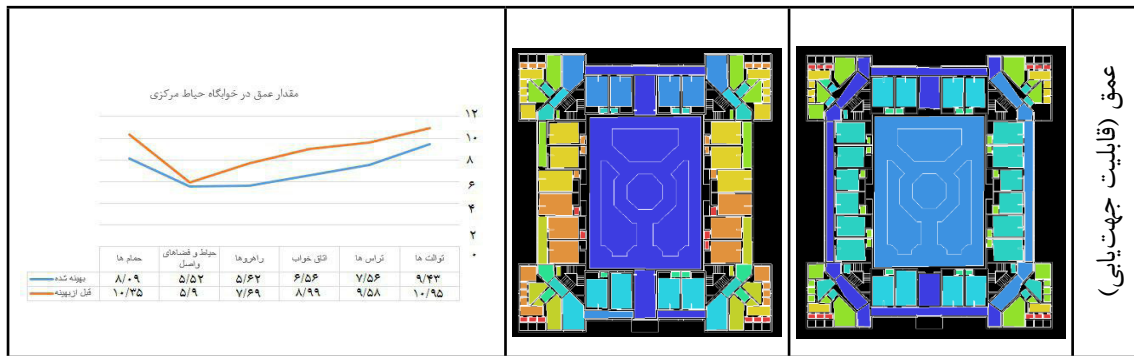 عمق (قابلیت جهت‌یابی)
مقدار عمق در خوابگاه حیاط مرکزی
۱۲
۱۰
۸
۶
۴
۲
۰
توالت ها	تراس ها	اتاق خواب	راهروها	حیاط و فضاهای واصل	حمام ها
بهینه شده	۹/۴۳	۷/۵۶	۶/۵۶	۵/۶۲	۵/۵۲	۸/۰۹
قبل ازبهینه	۱۰/۹۵	۹/۵۸	۸/۹۹	۷/۶۹	۵/۹	۱۰/۳۵